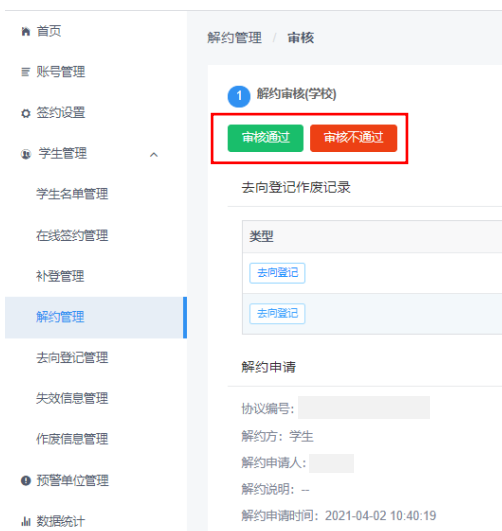 首页
账号管理
签约设置
学生管理
学生名单管理
在线签约管理
补登管理
解约管理
去向登记管理
失效信息管理
作废信息管理
预警单位管理
数据统计
解约管理 / 审核
1 解约审核(学校)
审核通过 审核不通过
去向登记作废记录
类型
去向登记
去向登记
解约申请
协议编号:
解约方: 学生
解约申请人:
解约说明: --
解约申请时间: 2021-04-02 10:40:19